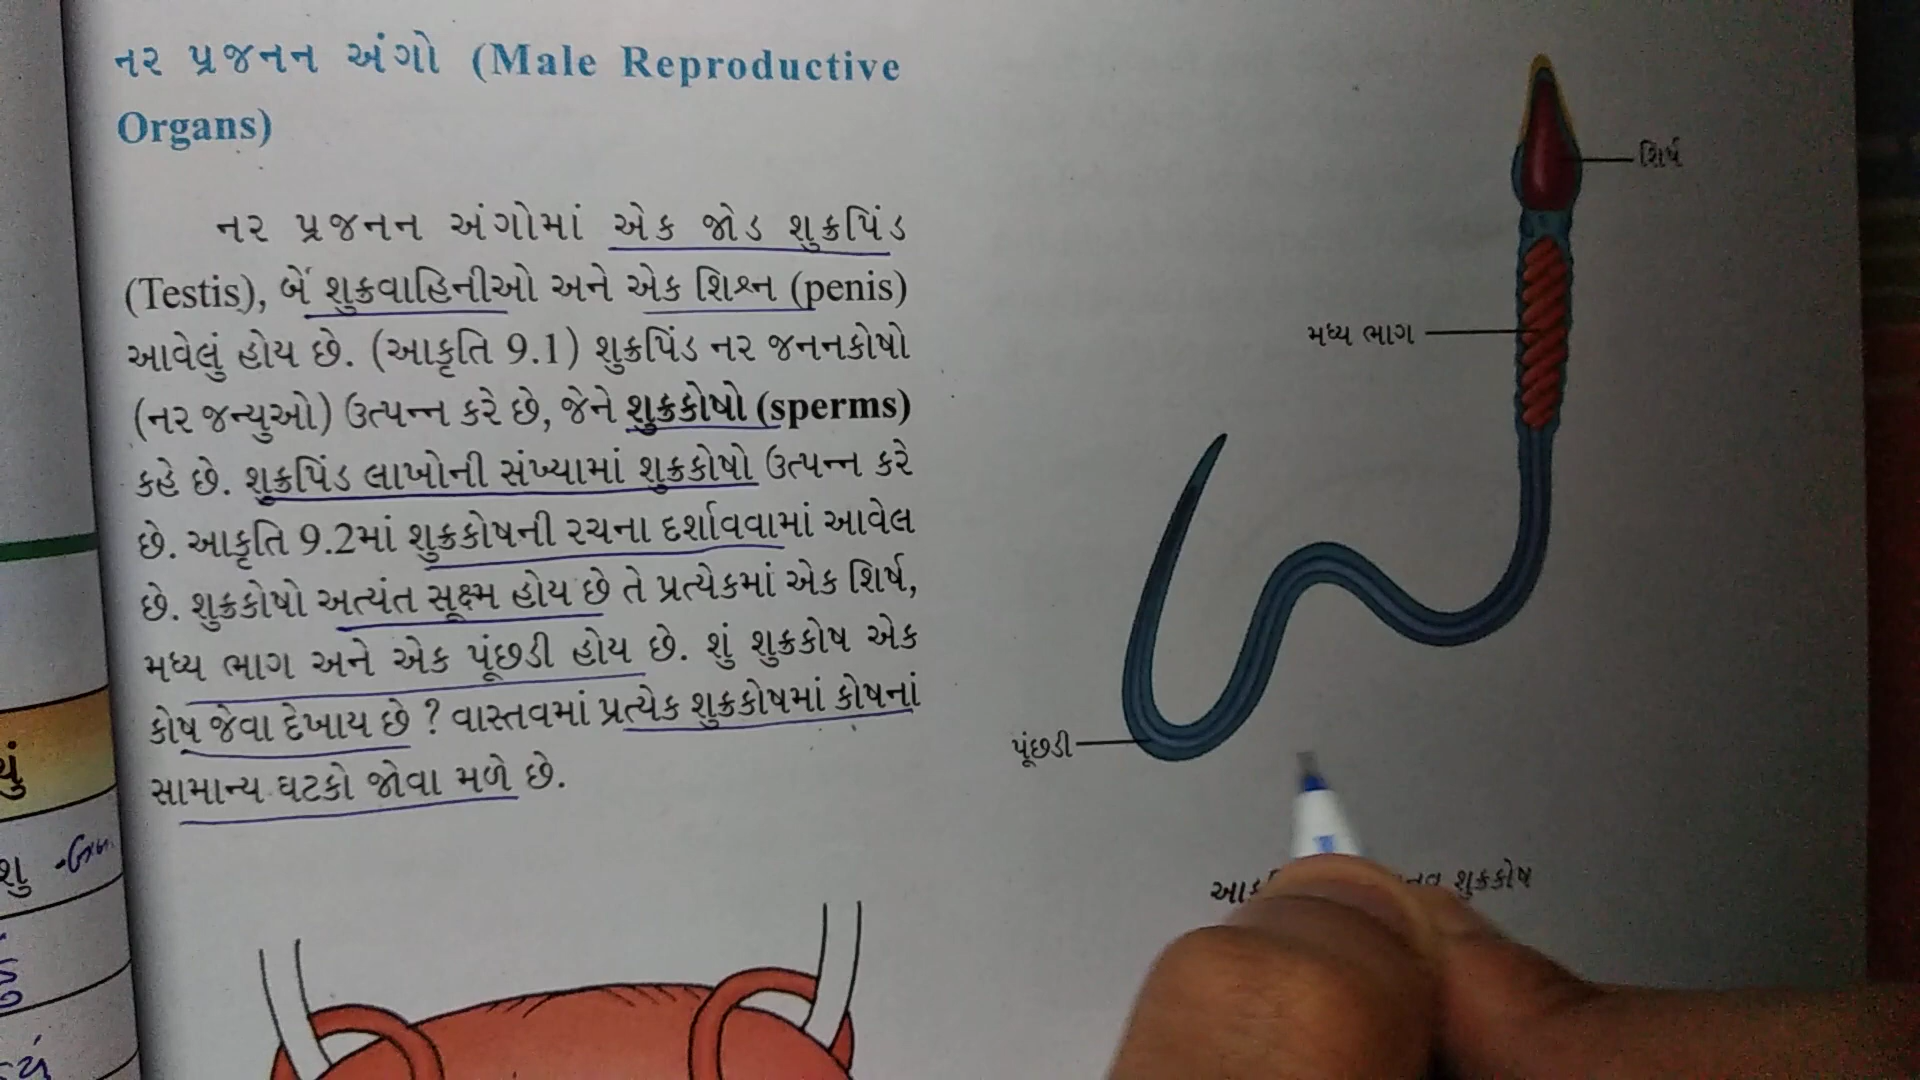 નર પ્રજનન અંગો (Male Reproductive
Organs)
નર પ્રજનન અંગોમાં એક જોડ શુક્રપિંડ
(Testis), બે શુક્રવાહિનીઓ અને એક શિશ્ન (penis)
આવેલું હોય છે. (આકૃતિ 9.1) શુક્રપિંડ નર જનનકોષો
(નર જન્યુઓ) ઉત્પન્ન કરે છે, જેને શુક્રકોષો (sperms)
કહે છે. શુક્રપિંડ લાખોની સંખ્યામાં શુક્રકોષો ઉત્પન્ન કરે
છે. આકૃતિ 9.2માં શુક્રકોષની રચના દર્શાવવામાં આવેલ
છે. શુક્રકોષો અત્યંત સૂક્ષ્મ હોય છે તે પ્રત્યેકમાં એક શિર્ષ,
મધ્ય ભાગ અને એક પૂંછડી હોય છે. શું શુક્રકોષ એક
કોષ જેવા દેખાય છે ? વાસ્તવમાં પ્રત્યેક શુક્રકોષમાં કોષનાં
સામાન્ય ઘટકો જોવા મળે છે.
શિર્ષ
મધ્ય ભાગ
પૂંછડી
શુક્રકોષ